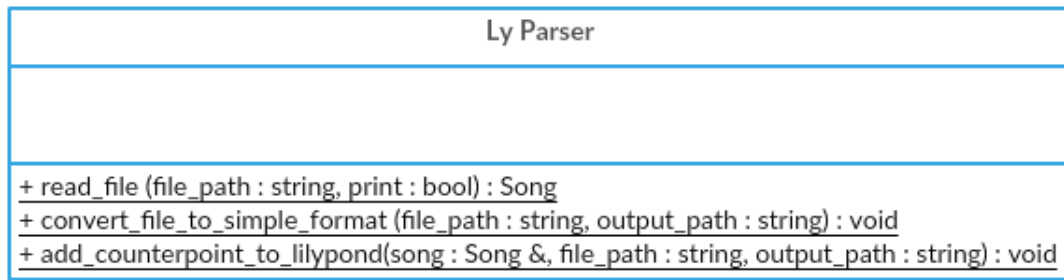 Ly Parser
+ read_file (file_path : string, print : bool) : Song
+ convert_file_to_simple_format (file_path : string, output_path : string) : void
+ add_counterpoint_to_lilypond(song : Song &, file_path : string, output_path : string) : void